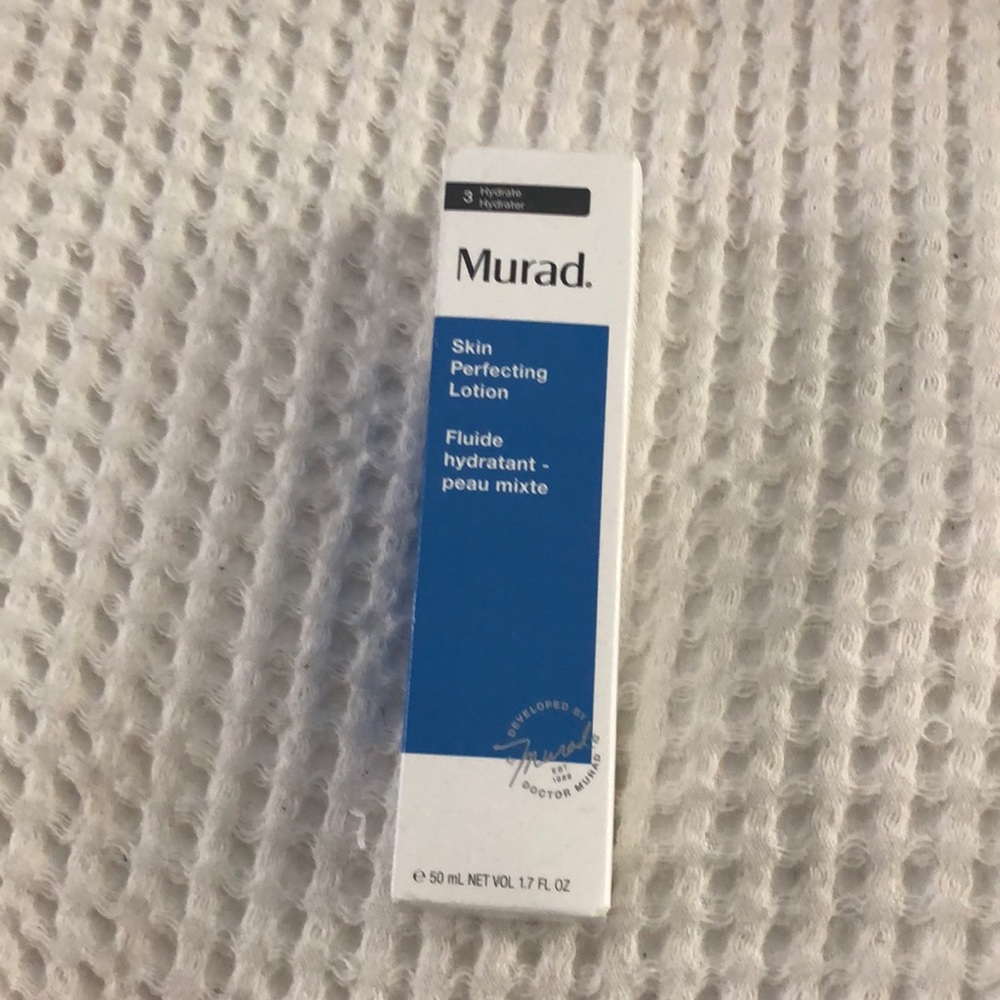 3 Hydrate
Hydrater
Murad.
Skin
Perfecting
Lotion
Fluide
hydratant -
peau mixte
DEVELOPED BY
Murad
EST.
1989
DOCTOR MURAD
℮ 50 mL NET VOL 1.7 FL OZ